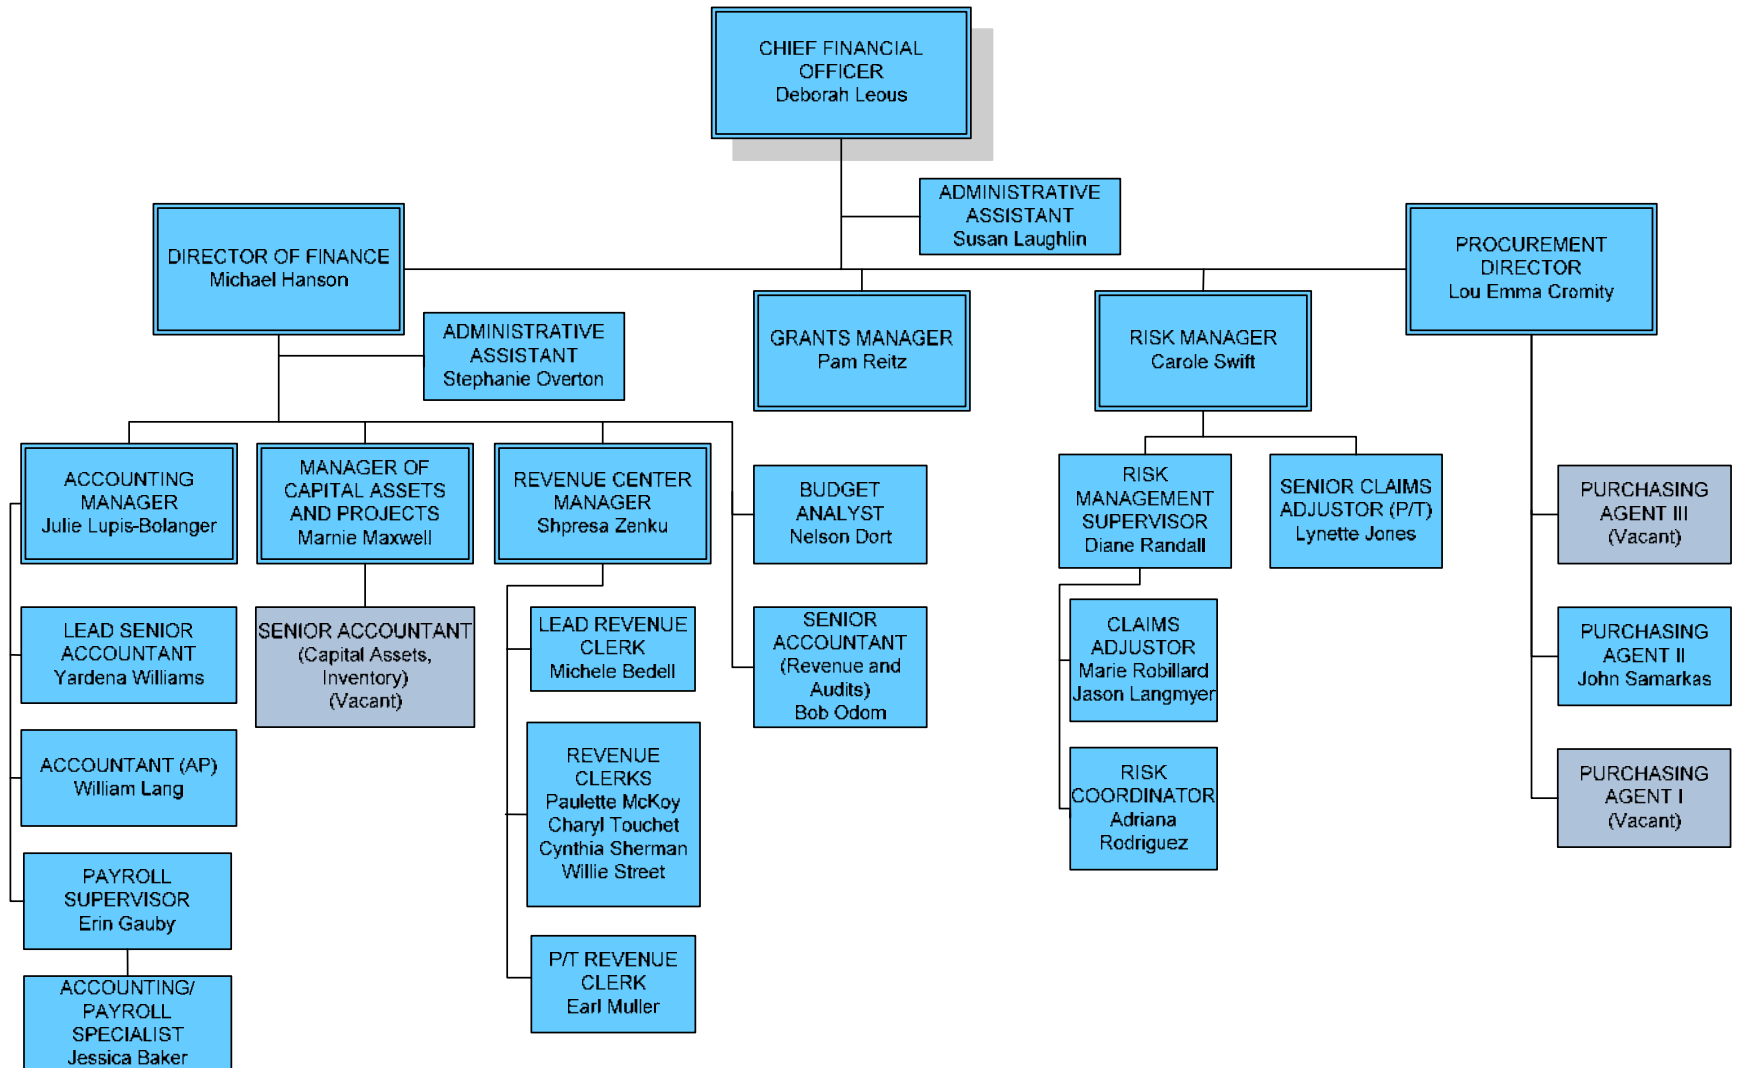 CHIEF FINANCIAL
OFFICER
Deborah Leous
ADMINISTRATIVE
ASSISTANT
Susan Laughlin
DIRECTOR OF FINANCE
Michael Hanson
PROCUREMENT
DIRECTOR
Lou Emma Cromity
ADMINISTRATIVE
ASSISTANT
Stephanie Overton
GRANTS MANAGER
Pam Reitz
RISK MANAGER
Carole Swift
ACCOUNTING
MANAGER
Julie Lupis-Bolanger
MANAGER OF
CAPITAL ASSETS
AND PROJECTS
Marnie Maxwell
REVENUE CENTER
MANAGER
Shpresa Zenku
BUDGET
ANALYST
Nelson Dort
RISK
MANAGEMENT
SUPERVISOR
Diane Randall
SENIOR CLAIMS
ADJUSTOR (P/T)
Lynette Jones
PURCHASING
AGENT III
(Vacant)
LEAD SENIOR
ACCOUNTANT
Yardena Williams
SENIOR ACCOUNTANT
(Capital Assets,
Inventory)
(Vacant)
LEAD REVENUE
CLERK
Michele Bedell
SENIOR
ACCOUNTANT
(Revenue and
Audits)
Bob Odom
CLAIMS
ADJUSTOR
Marie Robillard
Jason Langmyer
PURCHASING
AGENT II
John Samarkas
ACCOUNTANT (AP)
William Lang
REVENUE
CLERKS
Paulette McKoy
Charyl Touchet
Cynthia Sherman
Willie Street
RISK
COORDINATOR
Adriana
Rodriguez
PURCHASING
AGENT I
(Vacant)
PAYROLL
SUPERVISOR
Erin Gauby
P/T REVENUE
CLERK
Earl Muller
ACCOUNTING/
PAYROLL
SPECIALIST
Jessica Baker